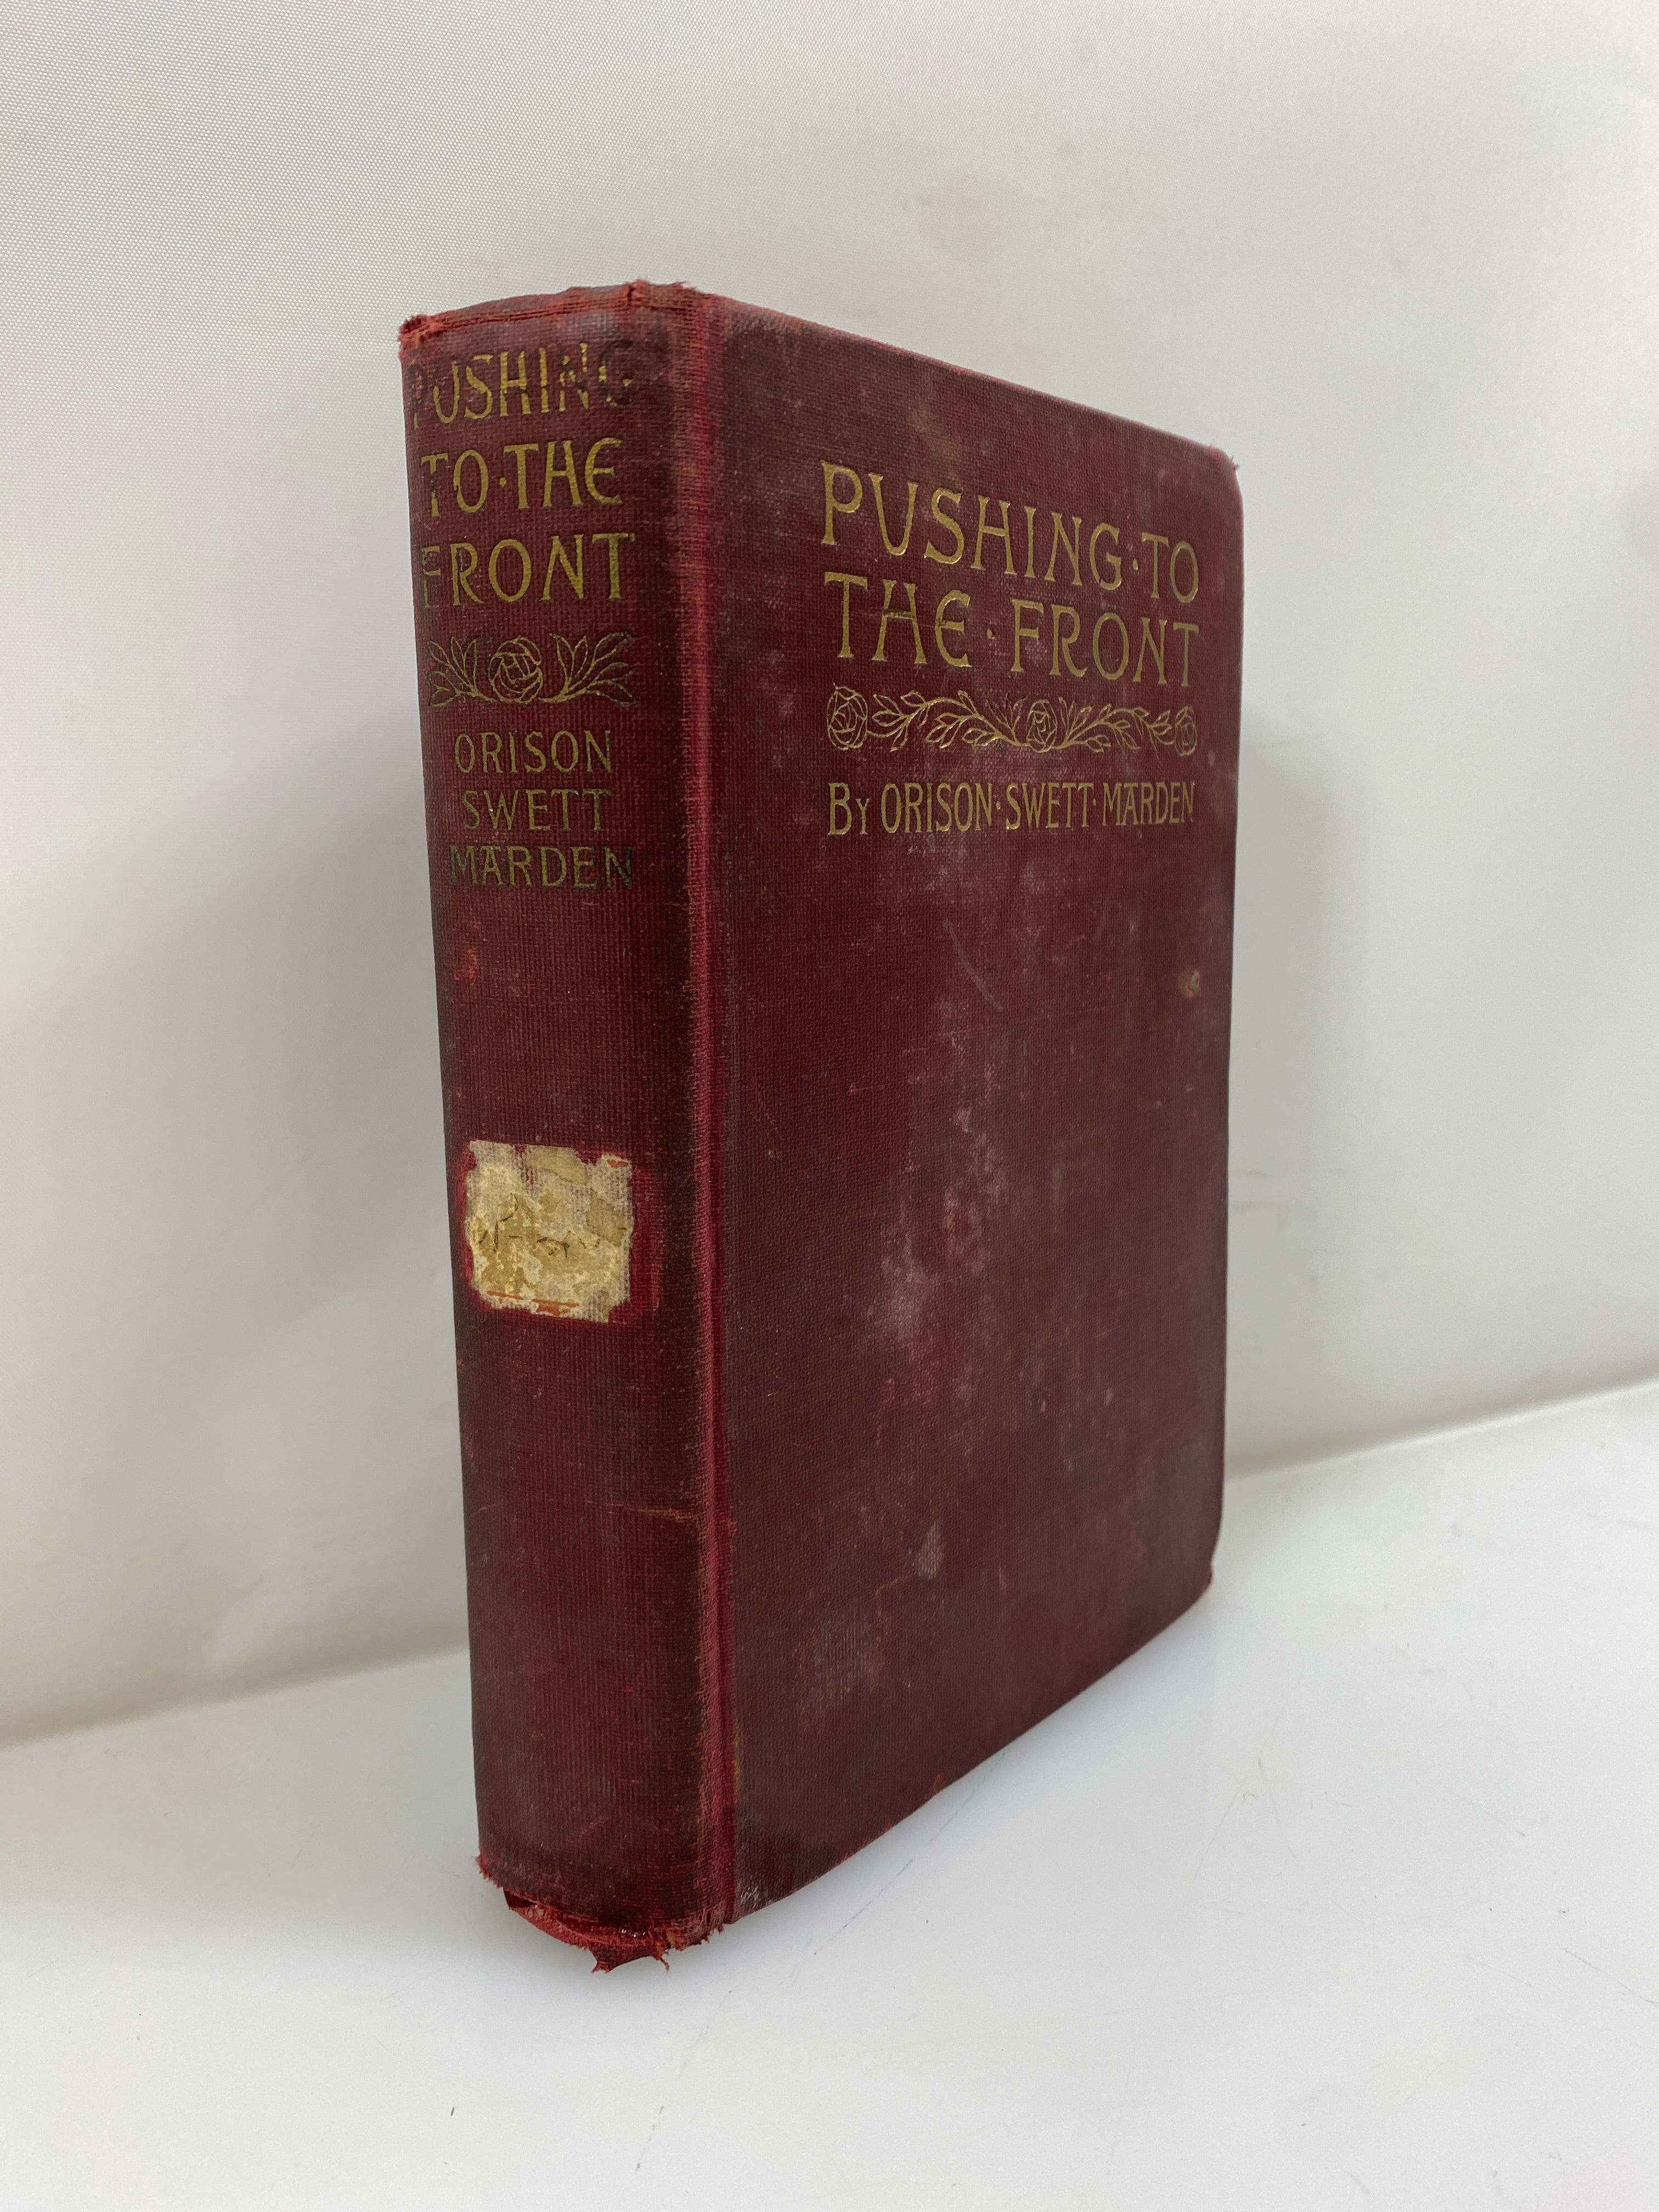 PUSHING
TO·THE
FRONT
ORISON
SWETT
MARDEN
PUSHING·TO
THE·FRONT
By ORISON·SWETT·MARDEN